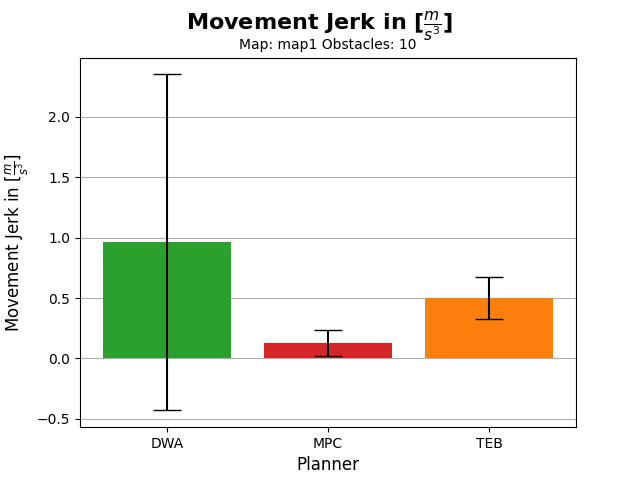 Movement Jerk in [m/s³]
Map: map1 Obstacles: 10
Movement Jerk in [m/s³]
2.0
1.5
1.0
0.5
0.0
−0.5
DWA MPC TEB
Planner